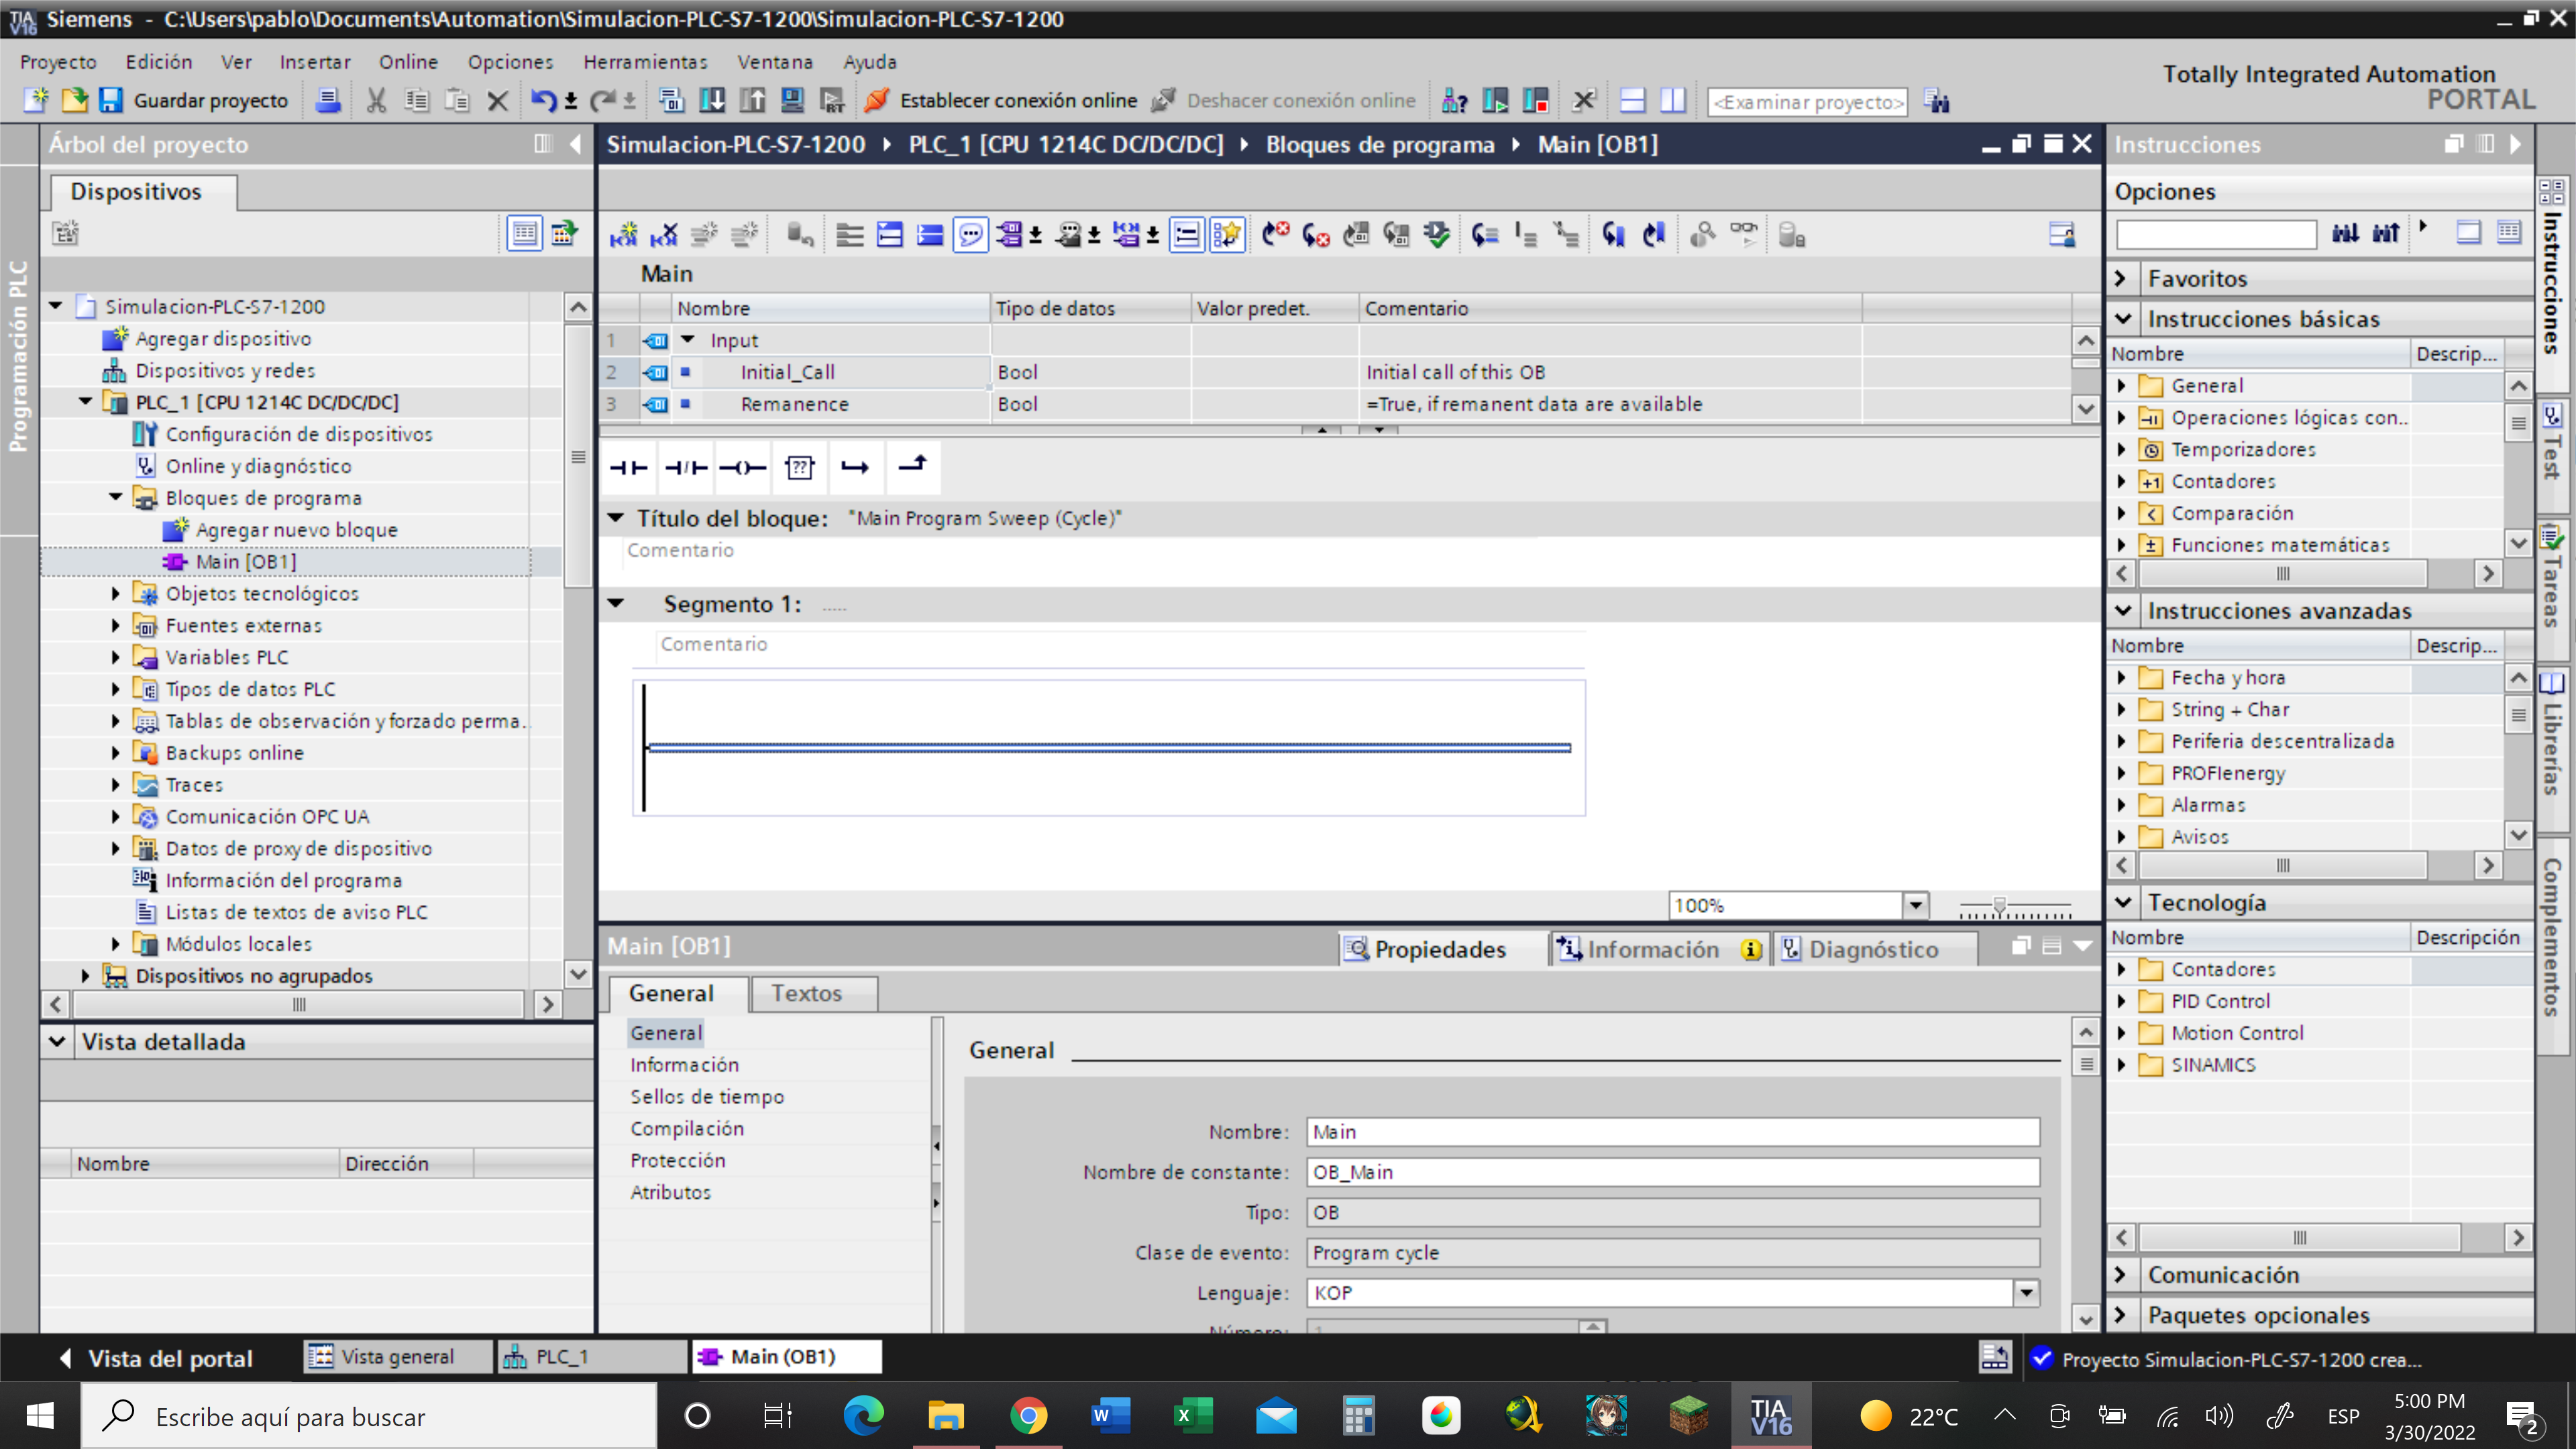 TIA V16 Siemens - C:\Users\pablo\Documents\Automation\Simulacion-PLC-S7-1200\Simulacion-PLC-S7-1200
Proyecto Edición Ver Insertar Online Opciones Herramientas Ventana Ayuda
Totally Integrated Automation
PORTAL
Guardar proyecto Establecer conexión online Deshacer conexión online <Examinar proyecto>
Árbol del proyecto
Dispositivos
Programación PLC
Simulacion-PLC-S7-1200
Agregar dispositivo
Dispositivos y redes
PLC_1 [CPU 1214C DC/DC/DC]
Configuración de dispositivos
Online y diagnóstico
Bloques de programa
Agregar nuevo bloque
Main [OB1]
Objetos tecnológicos
Fuentes externas
Variables PLC
Tipos de datos PLC
Tablas de observación y forzado perma..
Backups online
Traces
Comunicación OPC UA
Datos de proxy de dispositivo
Información del programa
Listas de textos de aviso PLC
Módulos locales
Dispositivos no agrupados
Vista detallada
Nombre Dirección
Simulacion-PLC-S7-1200 PLC_1 [CPU 1214C DC/DC/DC] Bloques de programa Main [OB1]
Main
Nombre Tipo de datos Valor predet. Comentario
1 Input
2 Initial_Call Bool Initial call of this OB
3 Remanence Bool =True, if remanent data are available
??
Título del bloque: "Main Program Sweep (Cycle)"
Comentario
Segmento 1: .....
Comentario
100%
Main [OB1]
Propiedades Información Diagnóstico
General Textos
General
Información
Sellos de tiempo
Compilación
Protección
Atributos
General
Nombre: Main
Nombre de constante: OB_Main
Tipo: OB
Clase de evento: Program cycle
Lenguaje: KOP
Número: 1
Instrucciones
Opciones
Favoritos
Instrucciones básicas
Nombre Descrip...
General
Operaciones lógicas con..
Temporizadores
Contadores
Comparación
Funciones matemáticas
Instrucciones avanzadas
Nombre Descrip...
Fecha y hora
String + Char
Periferia descentralizada
PROFIenergy
Alarmas
Avisos
Tecnología
Nombre Descripción
Contadores
PID Control
Motion Control
SINAMICS
Comunicación
Paquetes opcionales
Instrucciones
Test
Tareas
Librerías
Complementos
Vista del portal Vista general PLC_1 Main (OB1) Proyecto Simulacion-PLC-S7-1200 crea...
Escribe aquí para buscar
TIA V16
22°C
ESP
5:00 PM
3/30/2022
2